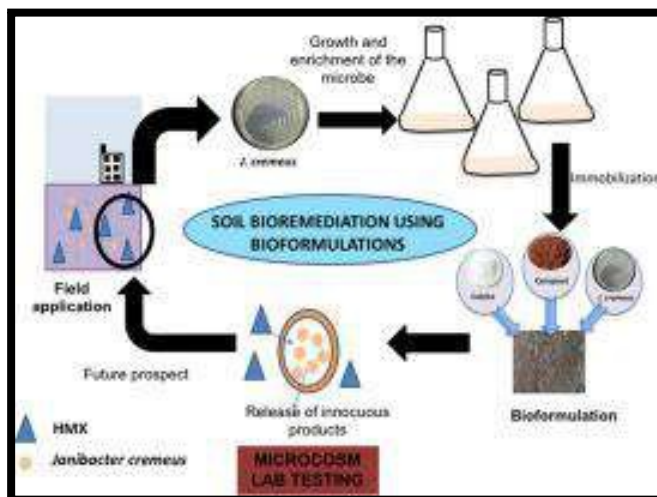 Growth and
enrichment of the
microbe
J. cremeus
Immobilization
SOIL BIOREMEDIATION USING
BIOFORMULATIONS
Compost
J. cremeus
Field
application
Future prospect
Release of innocuous
products
Bioformulation
HMX
Janibacter cremeus
MICROCOSM
LAB TESTING